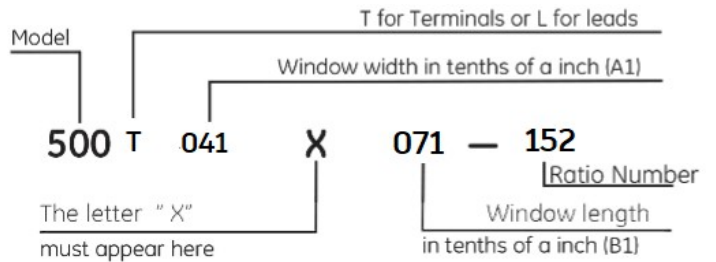 T for Terminals or L for leads
Model
Window width in tenths of a inch (A1)
500 T 041 X 071 — 152
Ratio Number
The letter " X"
Window length
must appear here
in tenths of a inch (B1)